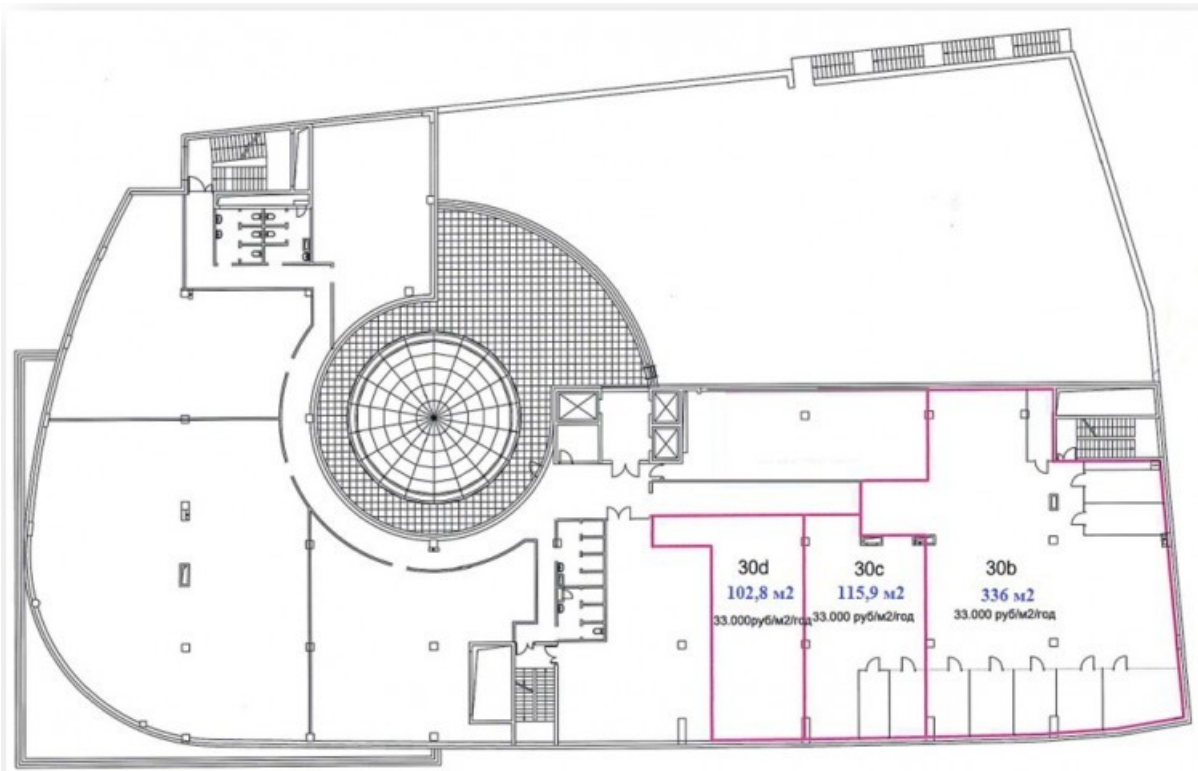 30d
102,8 м2
33.000руб/м2/год
30c
115,9 м2
33.000 руб/м2/год
30b
336 м2
33.000 руб/м2/год